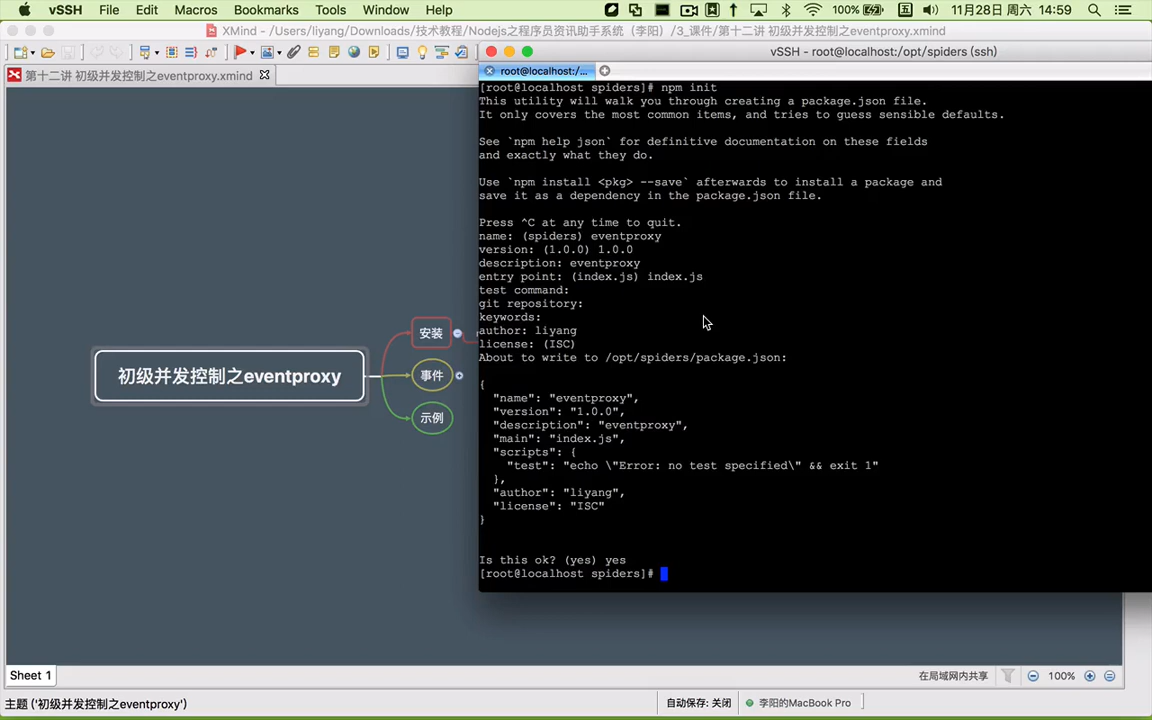 vSSH File Edit Macros Bookmarks Tools Window Help 100% 五 11月28日 周六 14:59
XMind - /Users/liyang/Downloads/技术教程/Nodejs之程序员资讯助手系统（李阳）/3_课件/第十二讲 初级并发控制之eventproxy.xmind
第十二讲 初级并发控制之eventproxy.xmind
vSSH - root@localhost:/opt/spiders (ssh)
root@localhost:/...
[root@localhost spiders]# npm init
This utility will walk you through creating a package.json file.
It only covers the most common items, and tries to guess sensible defaults.
See `npm help json` for definitive documentation on these fields
and exactly what they do.
Use `npm install <pkg> --save` afterwards to install a package and
save it as a dependency in the package.json file.
Press ^C at any time to quit.
name: (spiders) eventproxy
version: (1.0.0) 1.0.0
description: eventproxy
entry point: (index.js) index.js
test command:
git repository:
keywords:
author: liyang
license: (ISC)
About to write to /opt/spiders/package.json:
{
"name": "eventproxy",
"version": "1.0.0",
"description": "eventproxy",
"main": "index.js",
"scripts": {
"test": "echo \"Error: no test specified\" && exit 1"
},
"author": "liyang",
"license": "ISC"
}
Is this ok? (yes) yes
[root@localhost spiders]#
初级并发控制之eventproxy
安装
事件
示例
Sheet 1
在局域网内共享 100%
主题 ('初级并发控制之eventproxy')
自动保存: 关闭 李阳的MacBook Pro